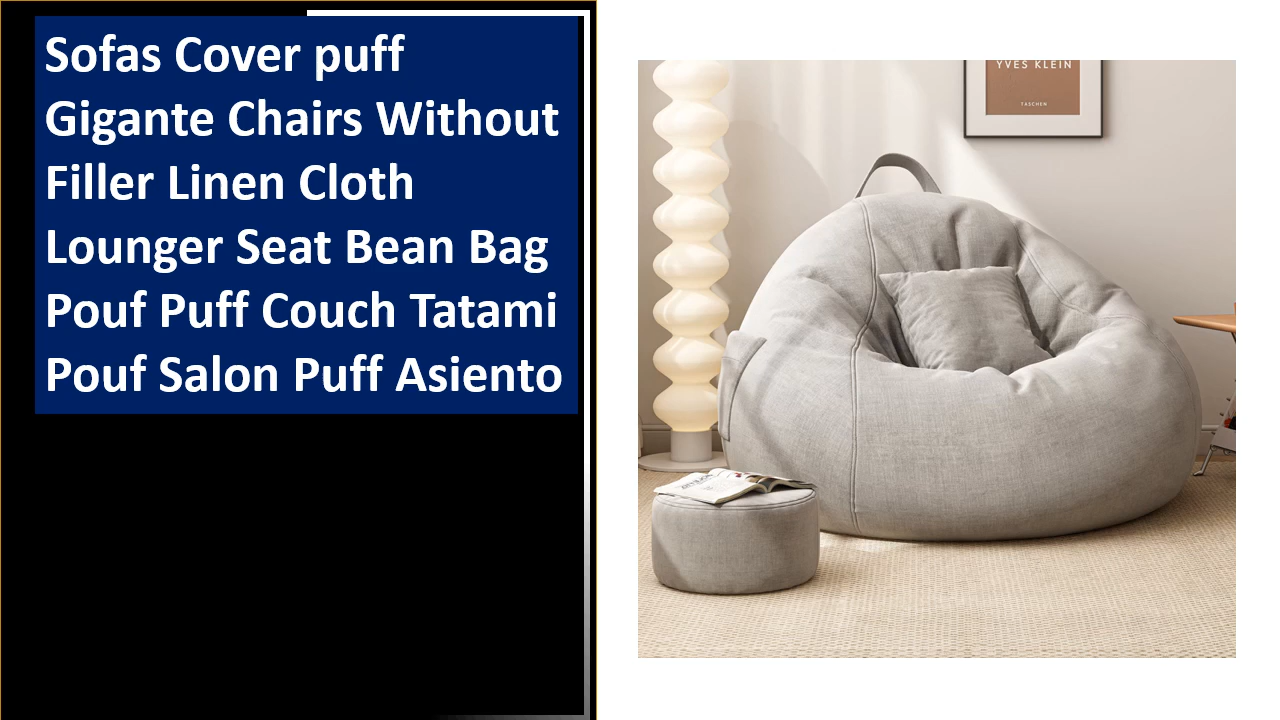 Sofas Cover puff
Gigante Chairs Without
Filler Linen Cloth
Lounger Seat Bean Bag
Pouf Puff Couch Tatami
Pouf Salon Puff Asiento
YVES KLEIN
TASCHEN